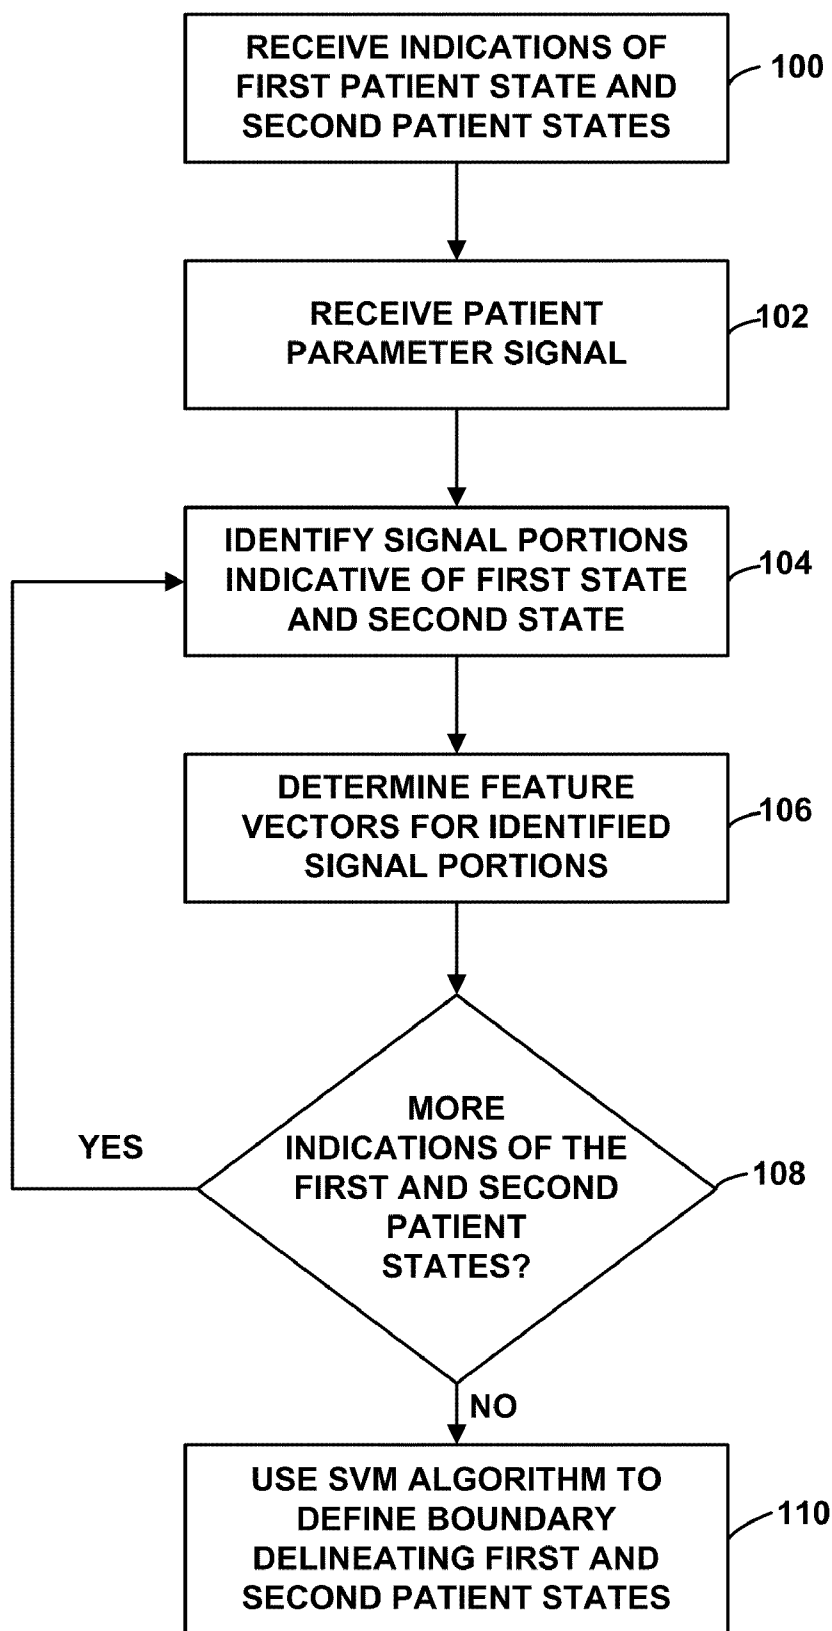 RECEIVE INDICATIONS OF
FIRST PATIENT STATE AND
SECOND PATIENT STATES
100
RECEIVE PATIENT
PARAMETER SIGNAL
102
IDENTIFY SIGNAL PORTIONS
INDICATIVE OF FIRST STATE
AND SECOND STATE
104
DETERMINE FEATURE
VECTORS FOR IDENTIFIED
SIGNAL PORTIONS
106
MORE
INDICATIONS OF THE
FIRST AND SECOND
PATIENT
STATES?
108
YES
NO
USE SVM ALGORITHM TO
DEFINE BOUNDARY
DELINEATING FIRST AND
SECOND PATIENT STATES
110